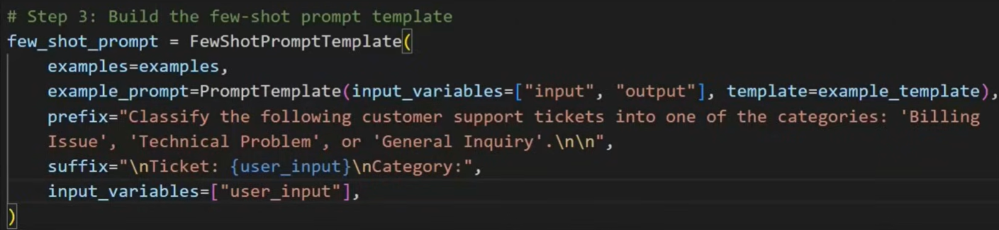 # Step 3: Build the few-shot prompt template
few_shot_prompt = FewShotPromptTemplate(
    examples=examples,
    example_prompt=PromptTemplate(input_variables=["input", "output"], template=example_template),
    prefix="Classify the following customer support tickets into one of the categories: 'Billing
    Issue', 'Technical Problem', or 'General Inquiry'.\n\n",
    suffix="\nTicket: {user_input}\nCategory:",
    input_variables=["user_input"],
)